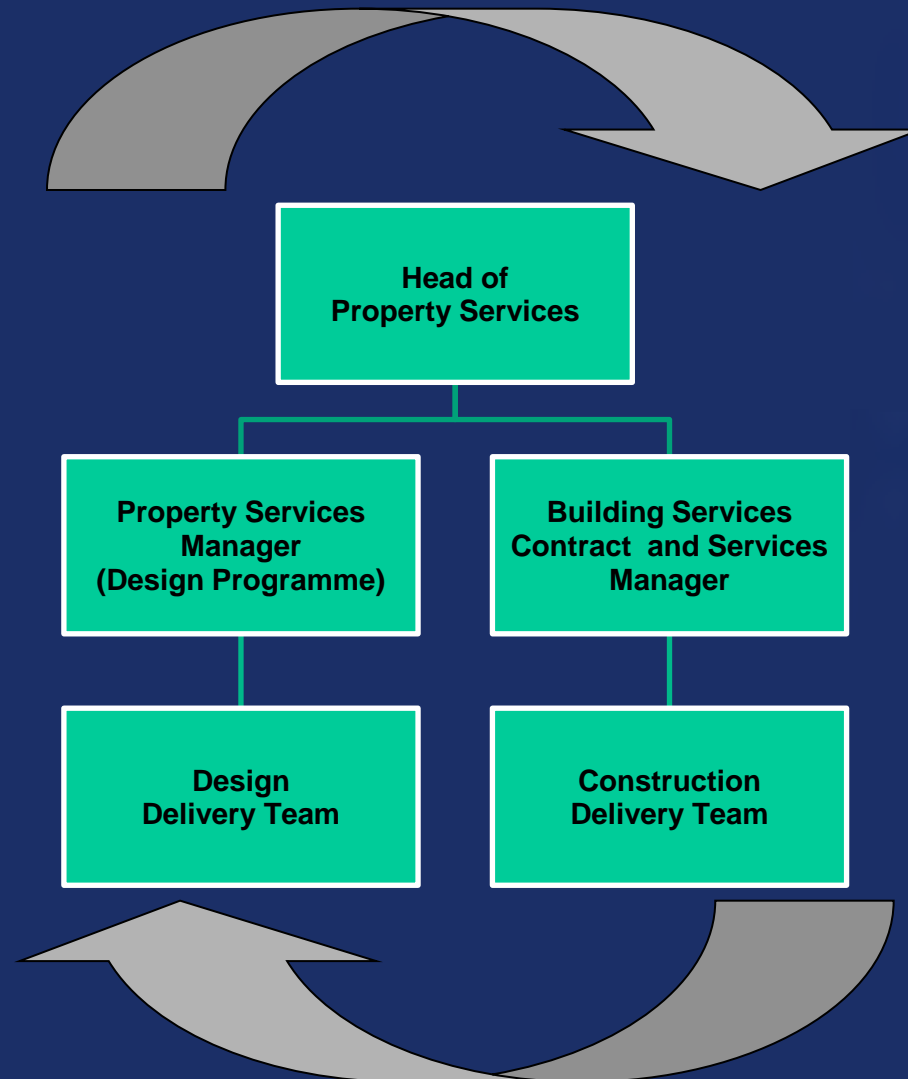 Head of
Property Services
Property Services
Manager
(Design Programme)
Building Services
Contract  and Services
Manager
Design
Delivery Team
Construction
Delivery Team